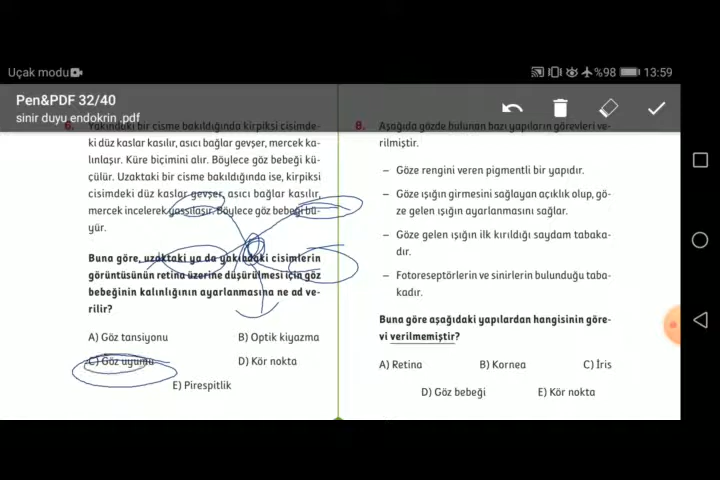 Uçak modu
%98
13:59
Pen&PDF 32/40
sinir duyu endokrin .pdf
6. Yakındaki bir cisme bakıldığında kirpiksi cisimde-
ki düz kaslar kasılır, asıcı bağlar gevşer, mercek ka-
lınlaşır. Küre biçimini alır. Böylece göz bebeği kü-
çülür. Uzaktaki bir cisme bakıldığında ise, kirpiksi
cisimdeki düz kaslar gevşer, asıcı bağlar kasılır,
mercek incelerek yassılaşır. Böylece göz bebeği bü-
yür.
Buna göre, uzaktaki ya da yakındaki cisimlerin
görüntüsünün retina üzerine düşürülmesi için göz
bebeğinin kalınlığının ayarlanmasına ne ad ve-
rilir?
A) Göz tansiyonu B) Optik kiyazma
C) Göz uyumu D) Kör nokta
E) Pirespitlik
8. Aşağıda gözde bulunan bazı yapıların görevleri ve-
rilmiştir.
– Göze rengini veren pigmentli bir yapıdır.
– Göze ışığın girmesini sağlayan açıklık olup, gö-
ze gelen ışığın ayarlanmasını sağlar.
– Göze gelen ışığın ilk kırıldığı saydam tabaka-
dır.
– Fotoreseptörlerin ve sinirlerin bulunduğu taba-
kadır.
Buna göre aşağıdaki yapılardan hangisinin göre-
vi verilmemiştir?
A) Retina B) Kornea C) İris
D) Göz bebeği E) Kör nokta